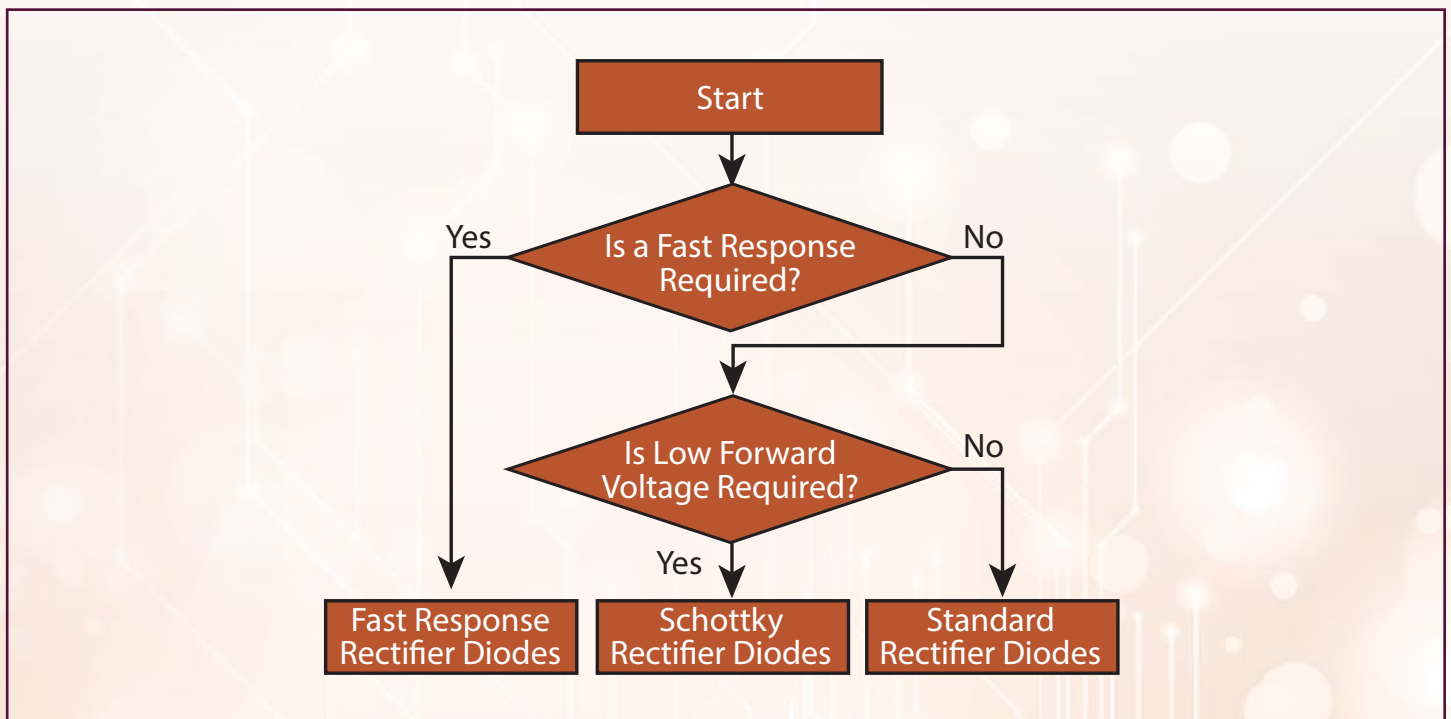 Start
Is a Fast Response
Required?
Yes
No
Is Low Forward
Voltage Required?
No
Yes
Fast Response
Rectifier Diodes
Schottky
Rectifier Diodes
Standard
Rectifier Diodes